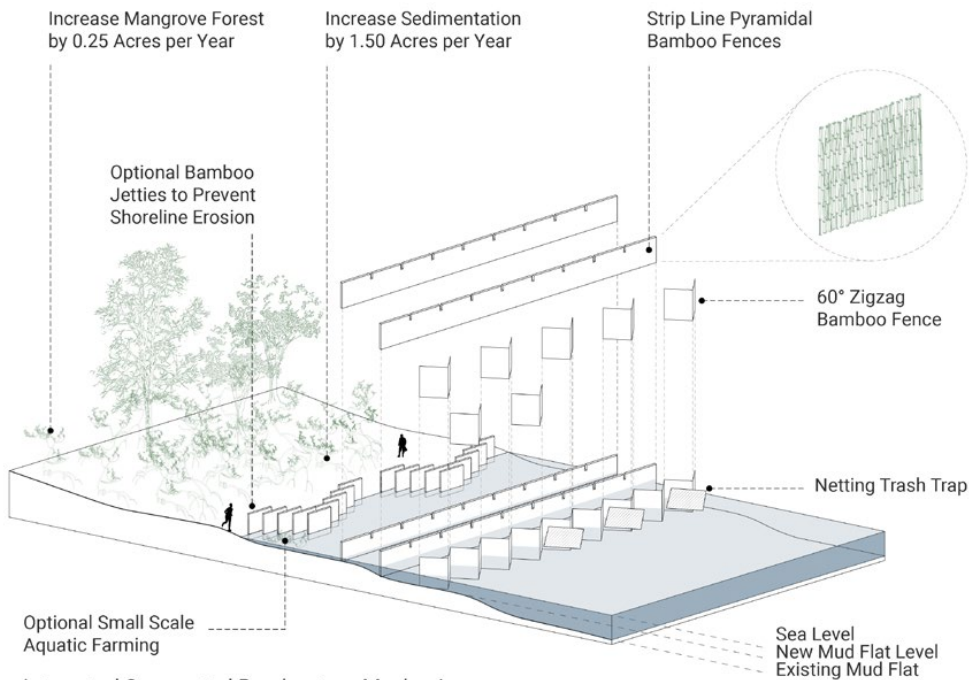 Increase Mangrove Forest
by 0.25 Acres per Year
Increase Sedimentation
by 1.50 Acres per Year
Strip Line Pyramidal
Bamboo Fences
Optional Bamboo
Jetties to Prevent
Shoreline Erosion
60° Zigzag
Bamboo Fence
Netting Trash Trap
Optional Small Scale
Aquatic Farming
Sea Level
New Mud Flat Level
Existing Mud Flat